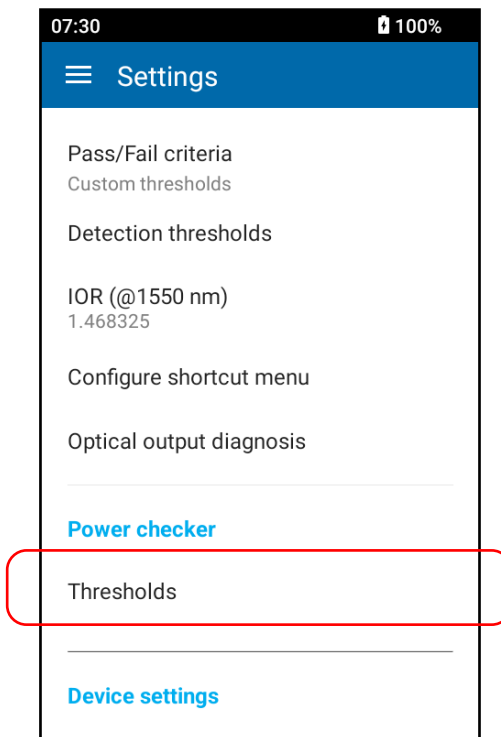 07:30 100%
Settings
Pass/Fail criteria
Custom thresholds
Detection thresholds
IOR (@1550 nm)
1.468325
Configure shortcut menu
Optical output diagnosis
Power checker
Thresholds
Device settings